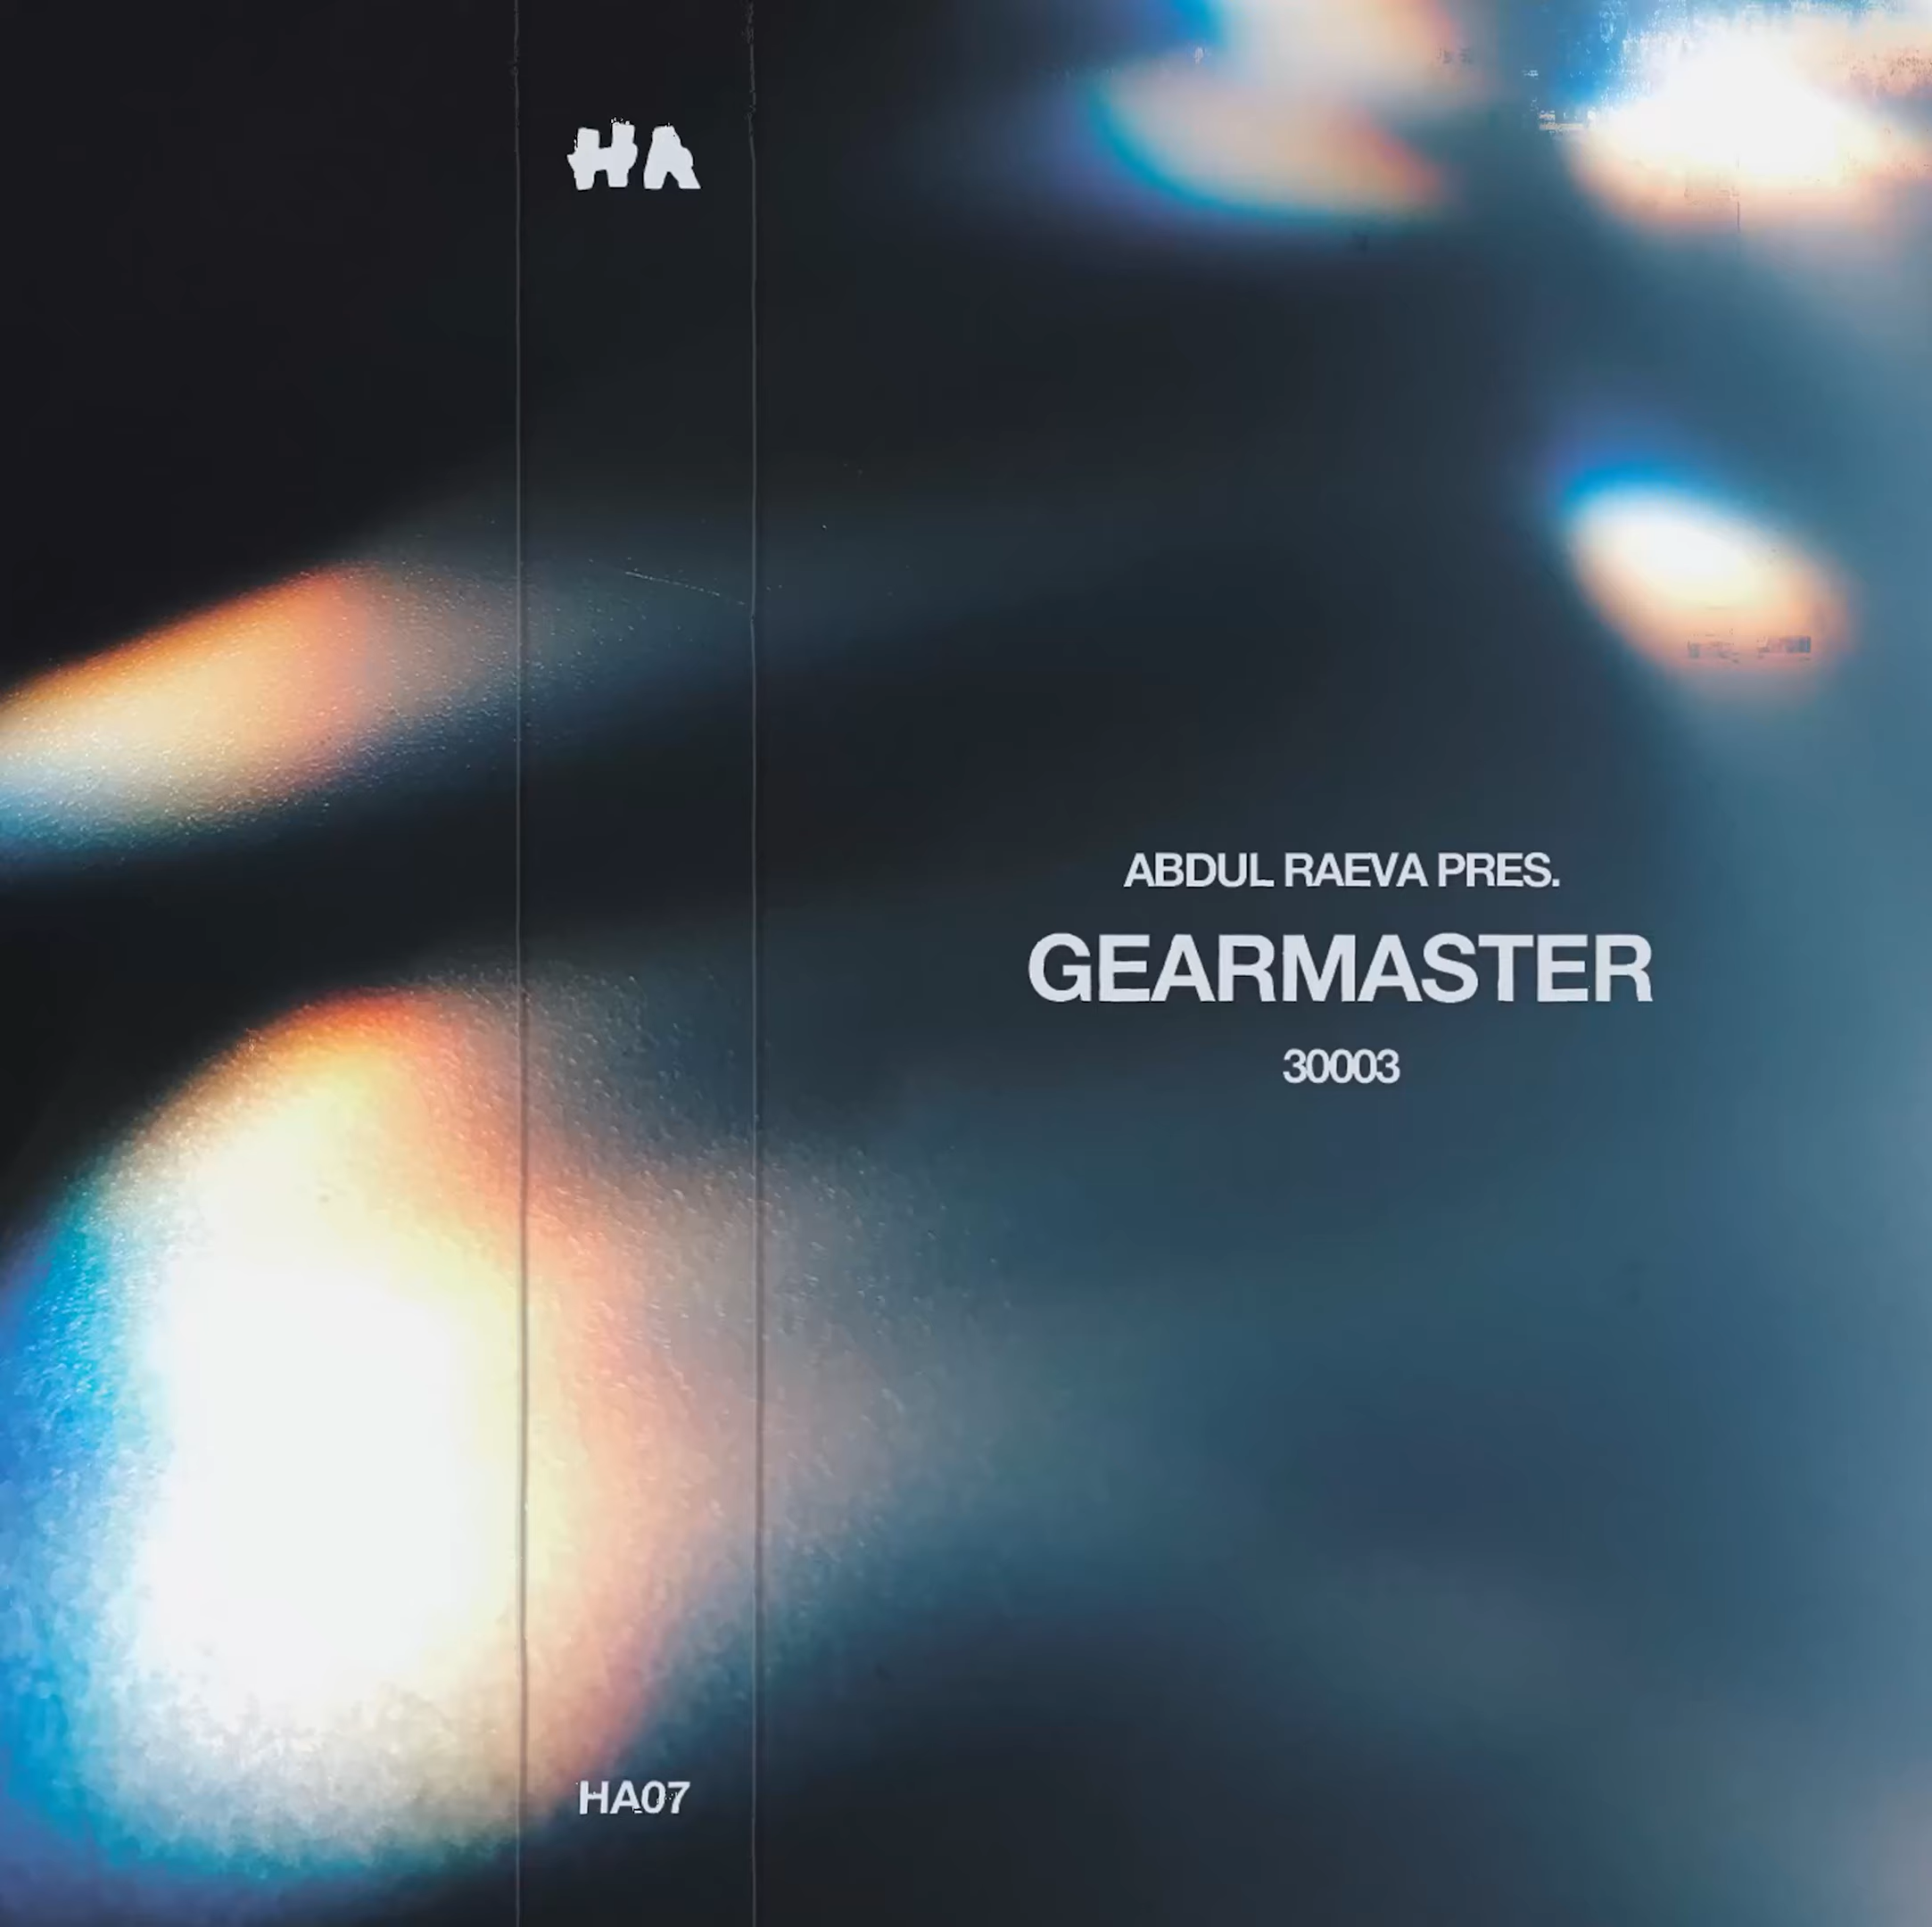 HA
ABDUL RAEVA PRES.
GEARMASTER
30003
HA07